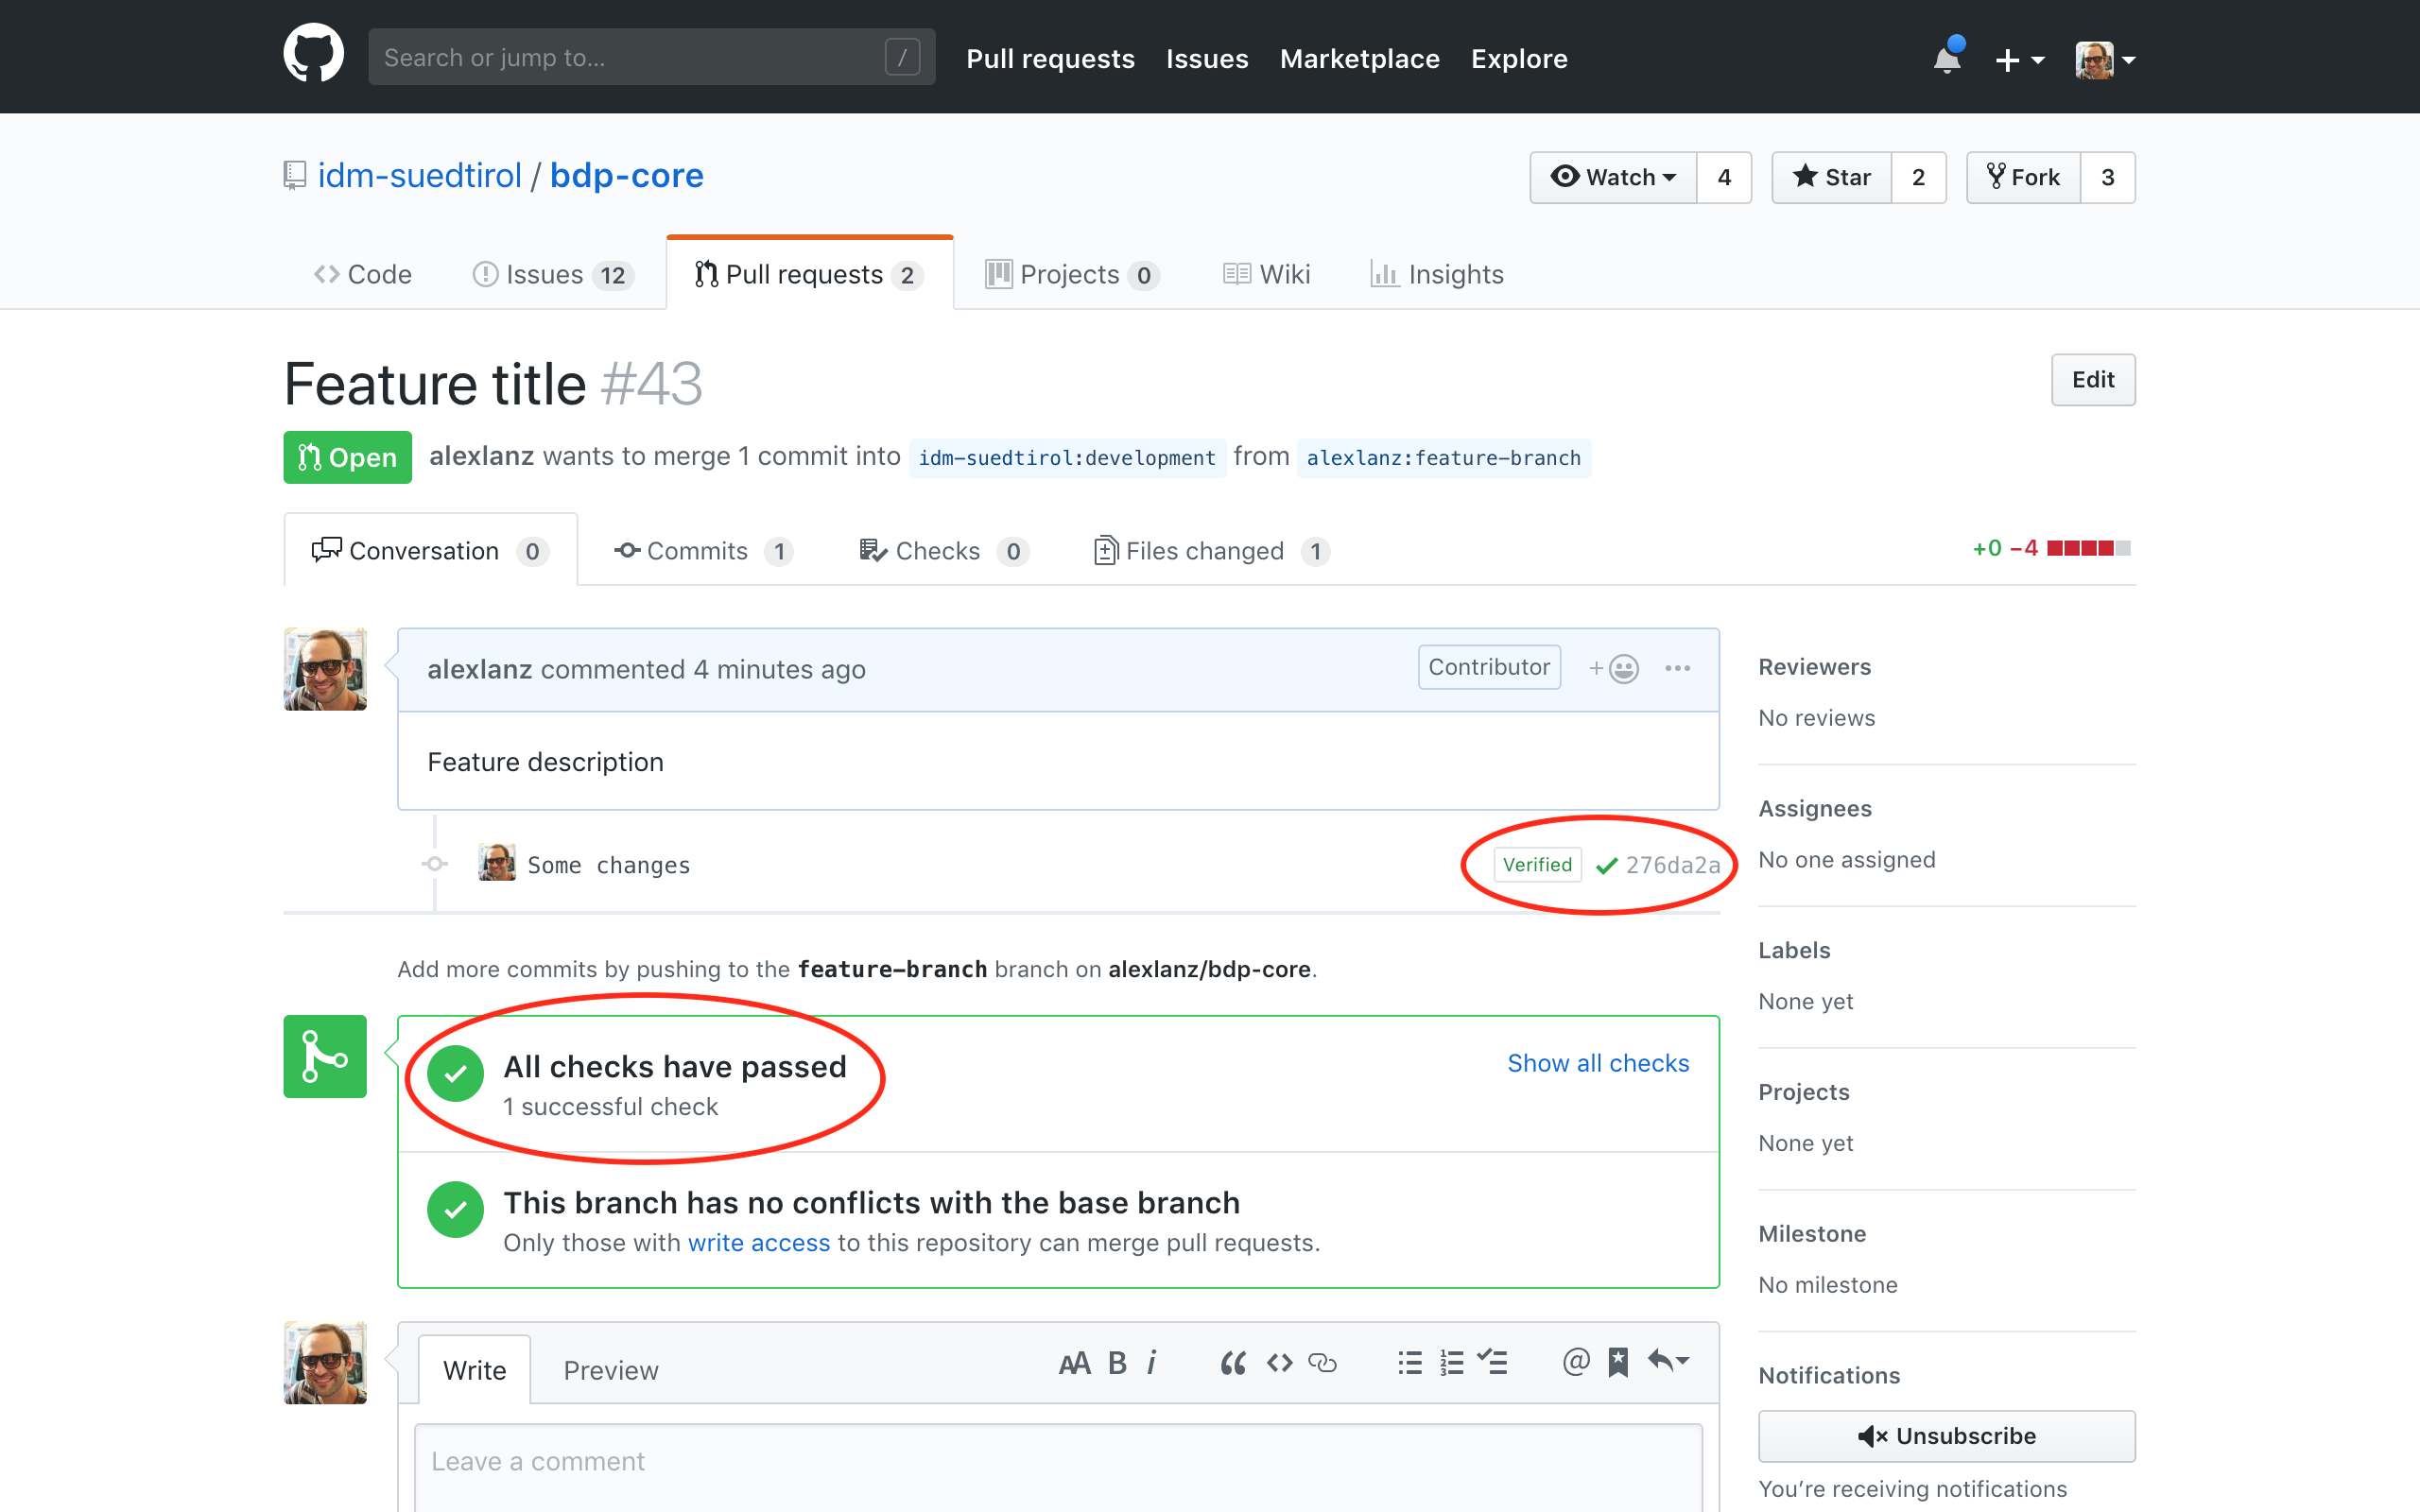 Search or jump to... /
Pull requests Issues Marketplace Explore
idm-suedtirol / bdp-core
Watch 4 Star 2 Fork 3
Code Issues 12 Pull requests 2 Projects 0 Wiki Insights
Feature title #43
Edit
Open alexlanz wants to merge 1 commit into idm-suedtirol:development from alexlanz:feature-branch
Conversation 0 Commits 1 Checks 0 Files changed 1
+0 −4
alexlanz commented 4 minutes ago
Contributor
Feature description
Some changes
Verified 276da2a
Add more commits by pushing to the feature-branch branch on alexlanz/bdp-core.
All checks have passed
1 successful check
Show all checks
This branch has no conflicts with the base branch
Only those with write access to this repository can merge pull requests.
Write Preview
Leave a comment
Reviewers
No reviews
Assignees
No one assigned
Labels
None yet
Projects
None yet
Milestone
No milestone
Notifications
Unsubscribe
You’re receiving notifications